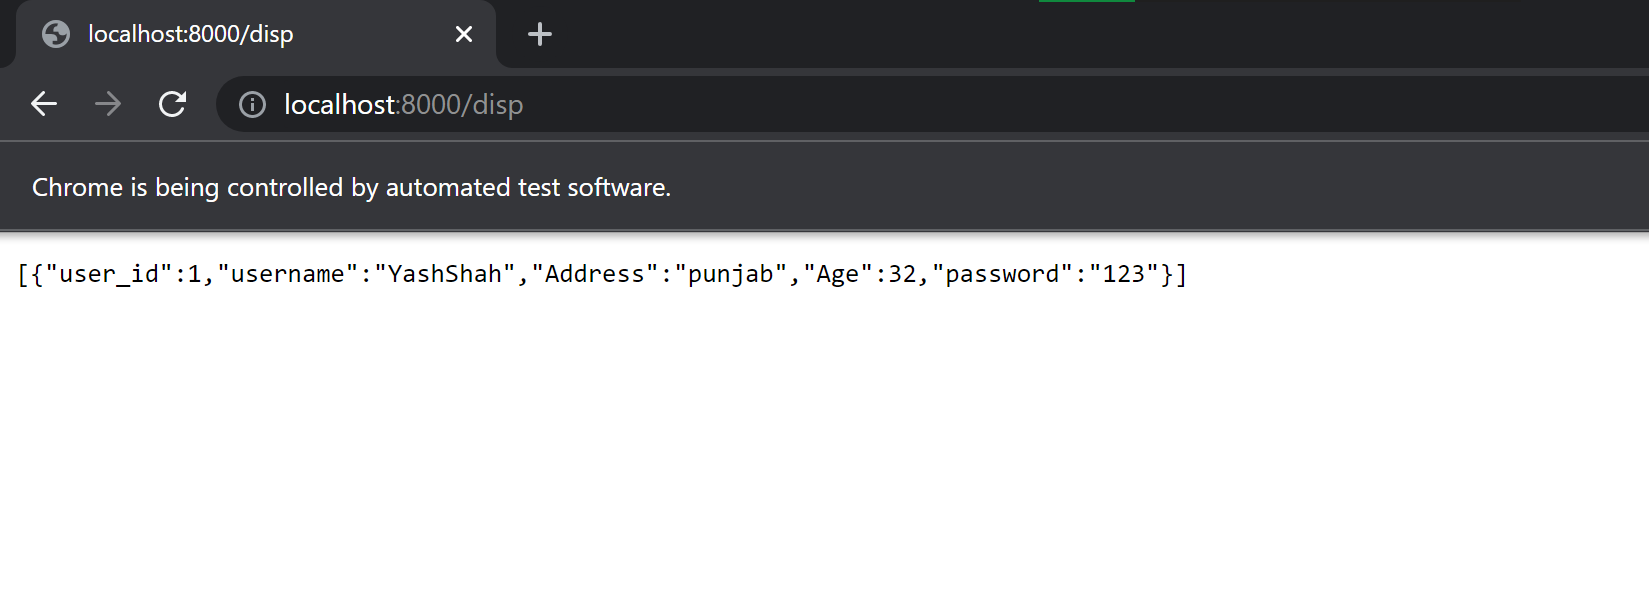 localhost:8000/disp
localhost:8000/disp
Chrome is being controlled by automated test software.
[{"user_id":1,"username":"YashShah","Address":"punjab","Age":32,"password":"123"}]